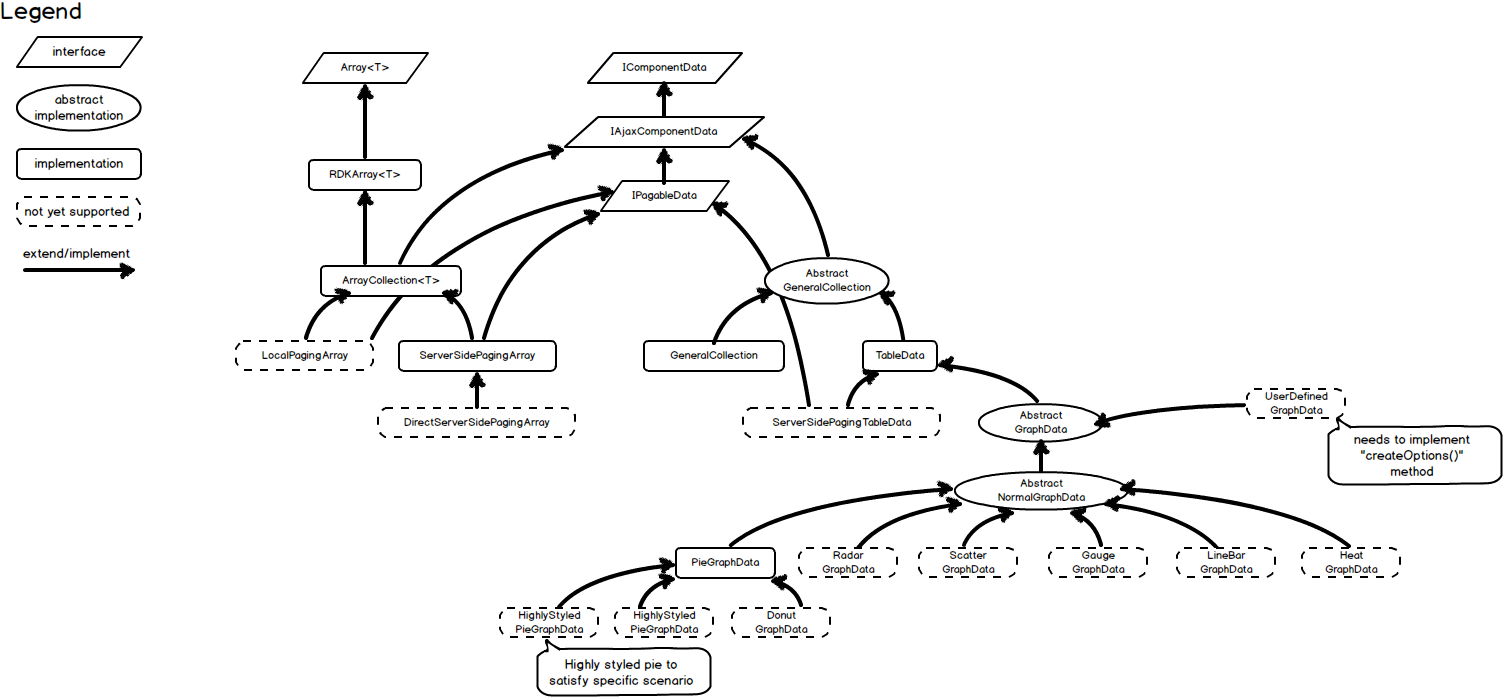 Legend
interface
abstract
implementation
implementation
not yet supported
extend/implement
Array<T>
IComponentData
IAjaxComponentData
RDKArray<T>
IPagableData
ArrayCollection<T>
Abstract
GeneralCollection
LocalPagingArray
ServerSidePagingArray
GeneralCollection
TableData
DirectServerSidePagingArray
ServerSidePagingTableData
Abstract
GraphData
UserDefined
GraphData
needs to implement
"createOptions()"
method
Abstract
NormalGraphData
PieGraphData
Radar
GraphData
Scatter
GraphData
Gauge
GraphData
LineBar
GraphData
Heat
GraphData
HighlyStyled
PieGraphData
HighlyStyled
PieGraphData
Donut
GraphData
Highly styled pie to
satisfy specific scenario